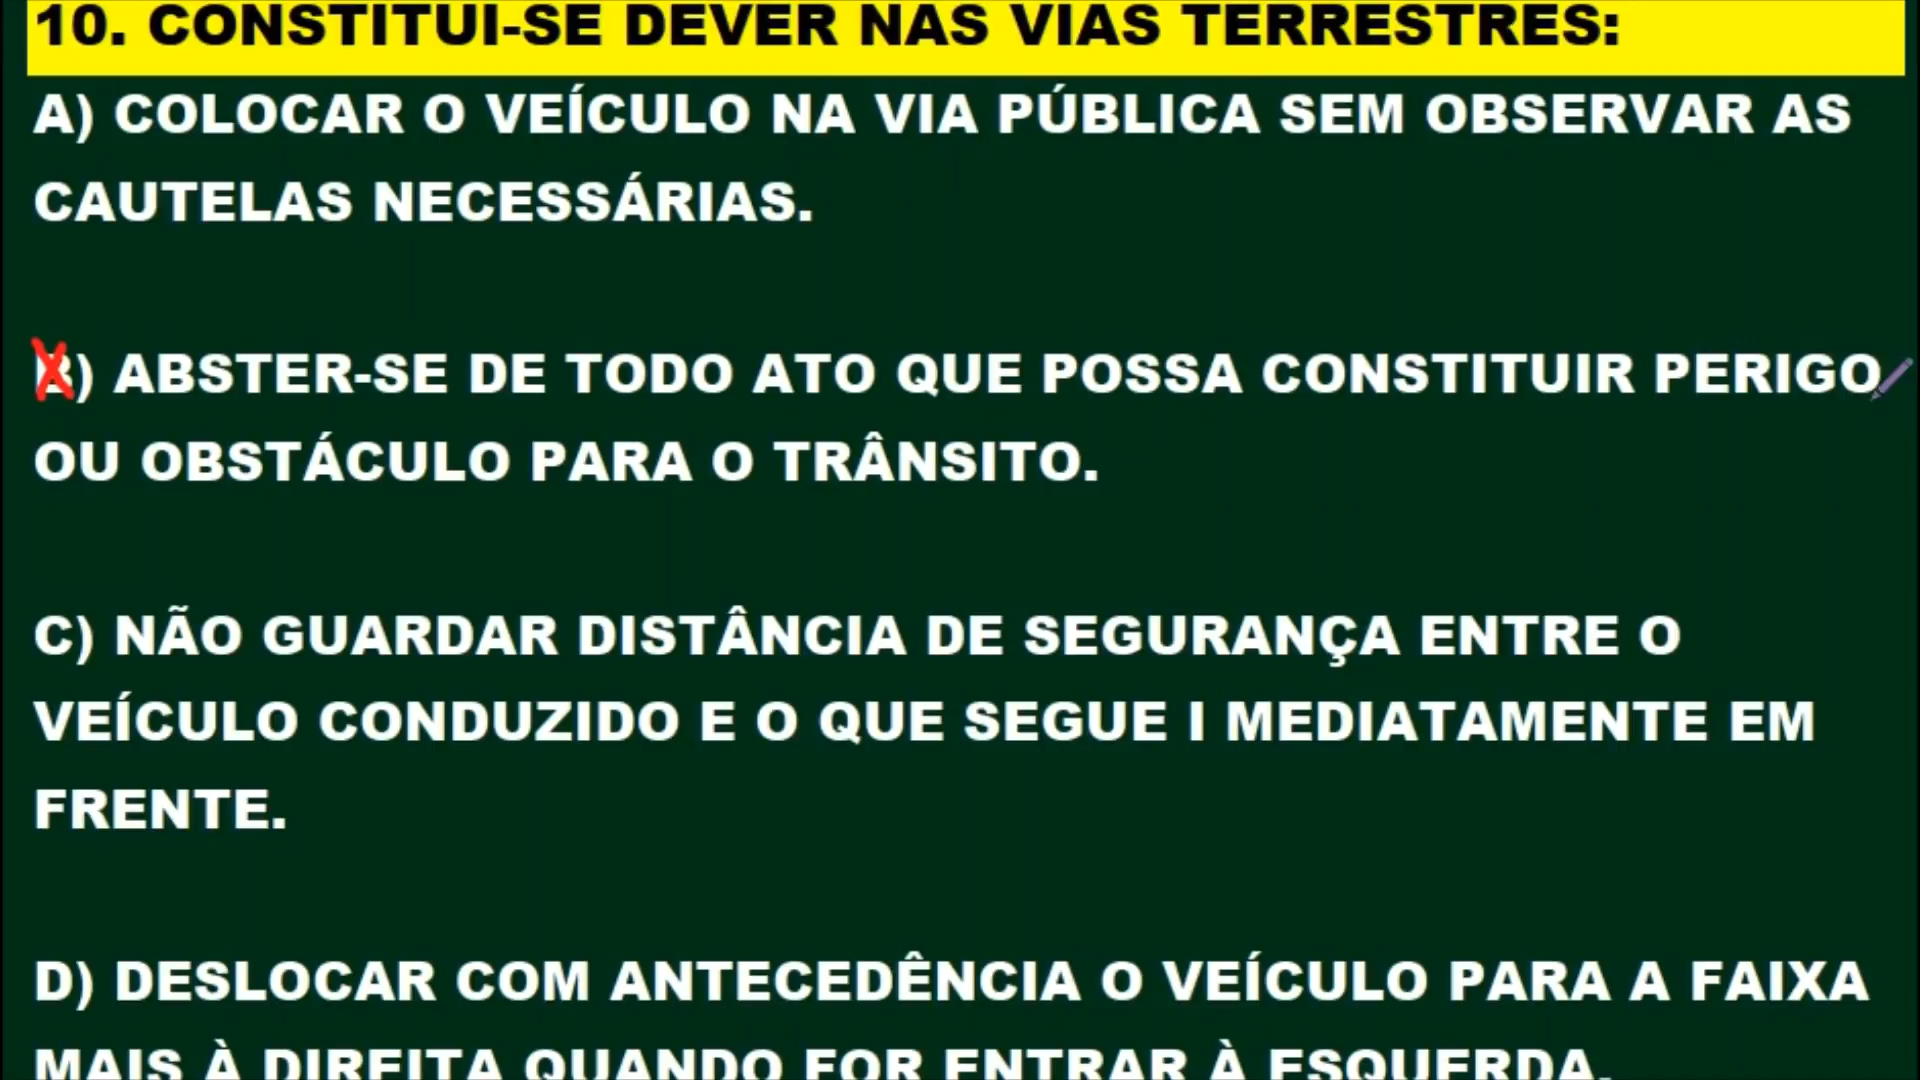 10. CONSTITUI-SE DEVER NAS VIAS TERRESTRES:
A) COLOCAR O VEÍCULO NA VIA PÚBLICA SEM OBSERVAR AS
CAUTELAS NECESSÁRIAS.
B) ABSTER-SE DE TODO ATO QUE POSSA CONSTITUIR PERIGO
OU OBSTÁCULO PARA O TRÂNSITO.
C) NÃO GUARDAR DISTÂNCIA DE SEGURANÇA ENTRE O
VEÍCULO CONDUZIDO E O QUE SEGUE I MEDIATAMENTE EM
FRENTE.
D) DESLOCAR COM ANTECEDÊNCIA O VEÍCULO PARA A FAIXA
MAIS À DIREITA QUANDO FOR ENTRAR À ESQUERDA.